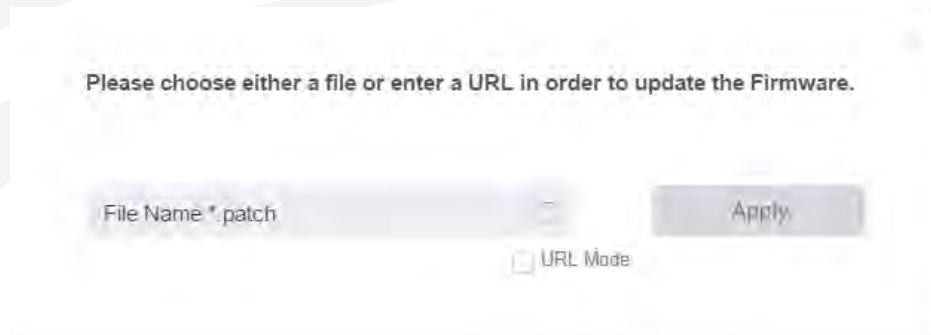 Please choose either a file or enter a URL in order to update the Firmware.
File Name *.patch
Apply
URL Mode